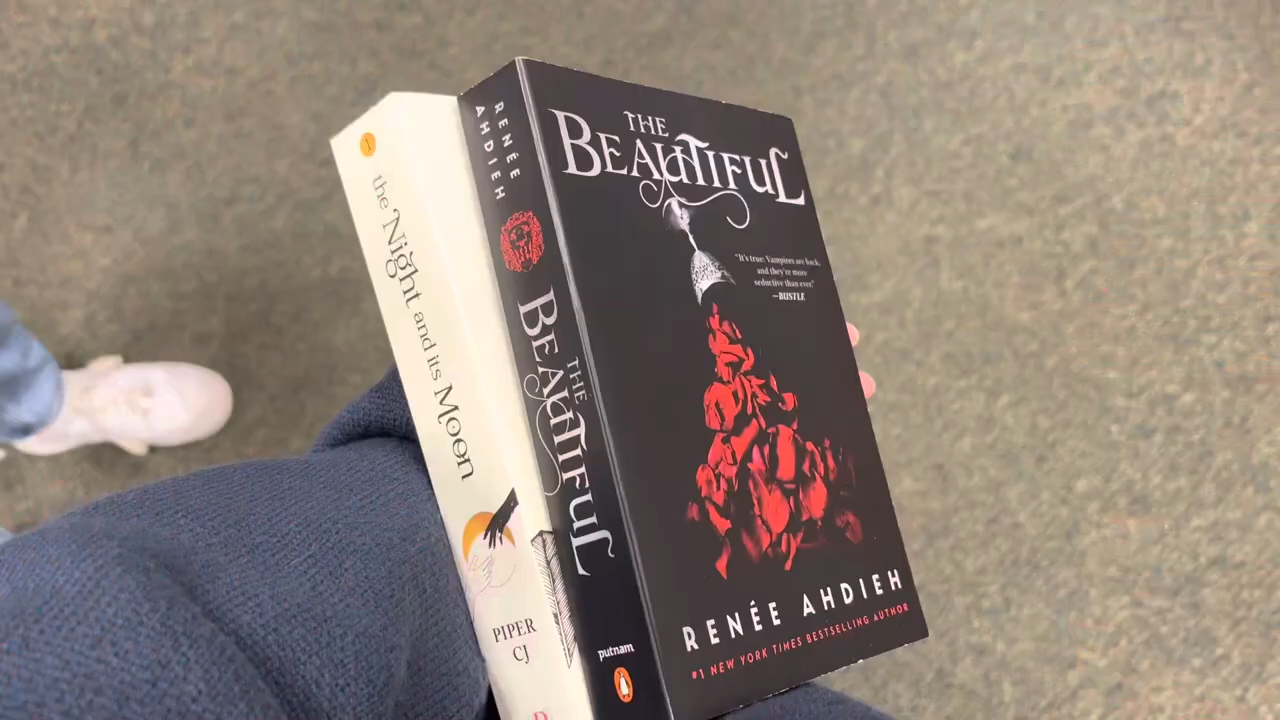 1
the Night and its Moon
PIPER
CJ
RENÉE
AHDIEH
THE
BEAUTIFUL
putnam
THE
BEAUTIFUL
"It's true: Vampires are back,
and they're more
seductive than ever."
—BUSTLE
RENÉE AHDIEH
#1 NEW YORK TIMES BESTSELLING AUTHOR